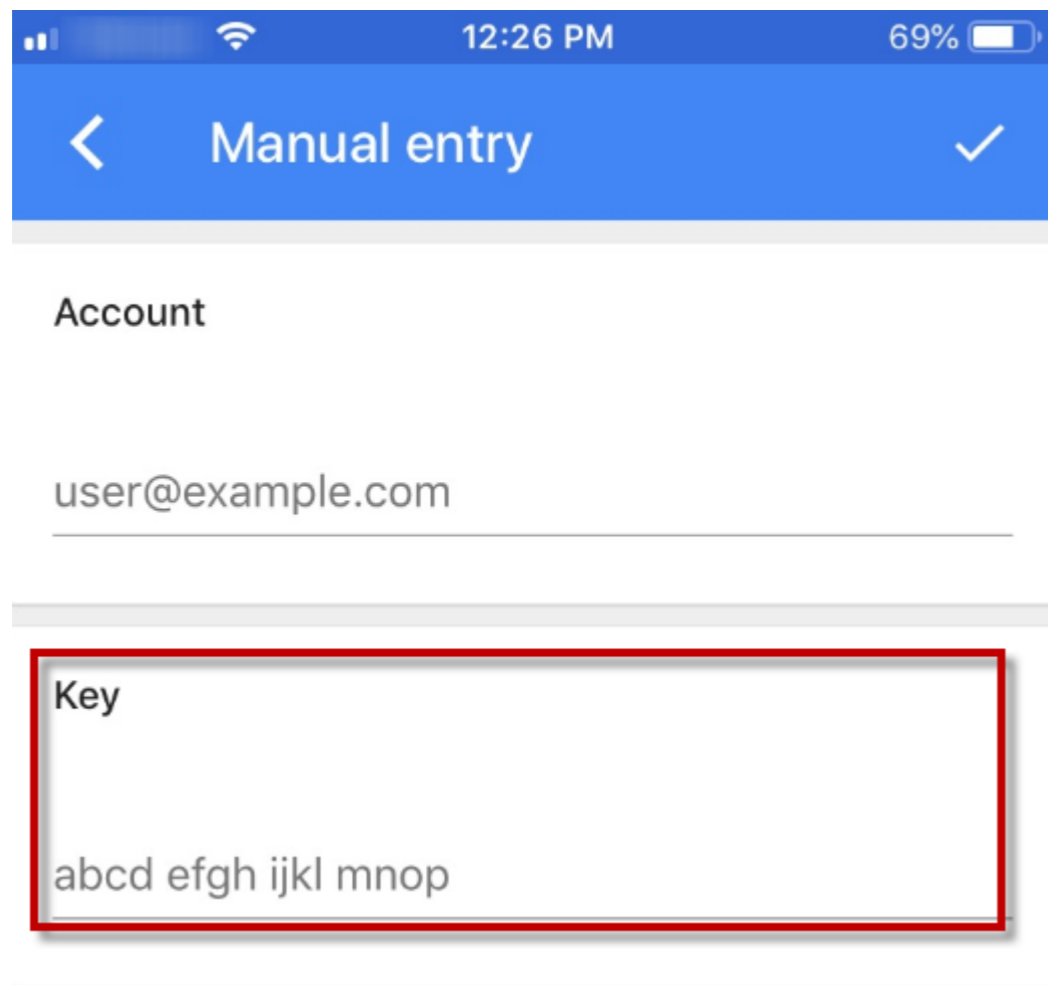 12:26 PM 69%
Manual entry
Account
user@example.com
Key
abcd efgh ijkl mnop